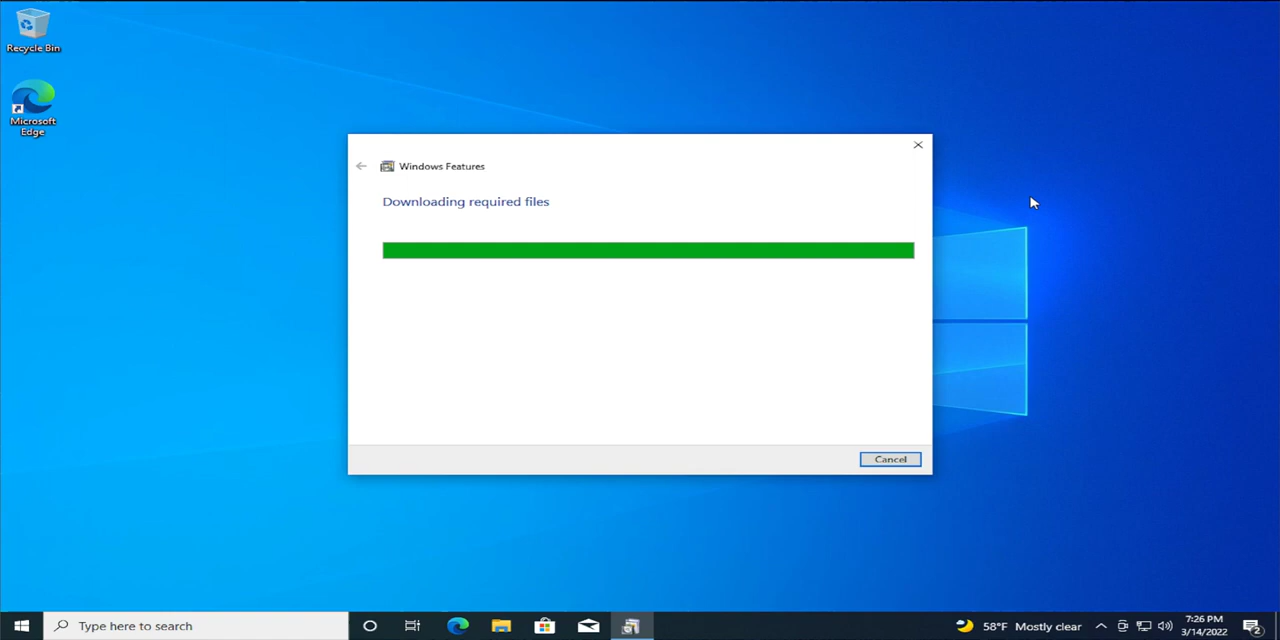 Recycle Bin
Microsoft
Edge
Windows Features
Downloading required files
Cancel
Type here to search
58°F Mostly clear
7:26 PM
3/14/2022
2